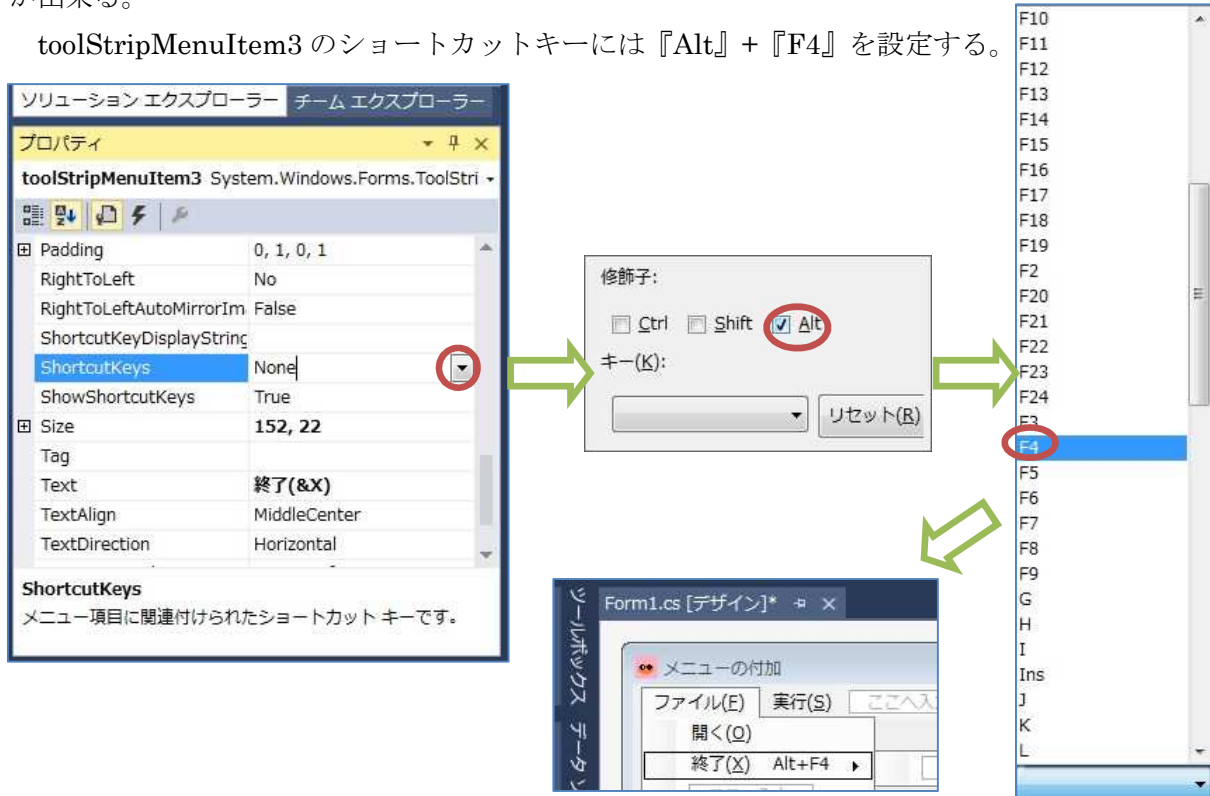 が出来る。
toolStripMenuItem3 のショートカットキーには『Alt』+『F4』を設定する。
ソリューション エクスプローラー チーム エクスプローラー
プロパティ
toolStripMenuItem3 System.Windows.Forms.ToolStri
Padding 0, 1, 0, 1
RightToLeft No
RightToLeftAutoMirrorIm False
ShortcutKeyDisplayString
ShortcutKeys None
ShowShortcutKeys True
Size 152, 22
Tag
Text 終了(&X)
TextAlign MiddleCenter
TextDirection Horizontal
ShortcutKeys
メニュー項目に関連付けられたショートカット キーです。
修飾子:
Ctrl Shift Alt
キー(K):
リセット(R)
F10
F11
F12
F13
F14
F15
F16
F17
F18
F19
F2
F20
F21
F22
F23
F24
F3
F4
F5
F6
F7
F8
F9
G
H
I
Ins
J
K
L
ツールボックス
データ
Form1.cs [デザイン]*
メニューの付加
ファイル(F) 実行(S) ここへ入
開く(O)
終了(X) Alt+F4